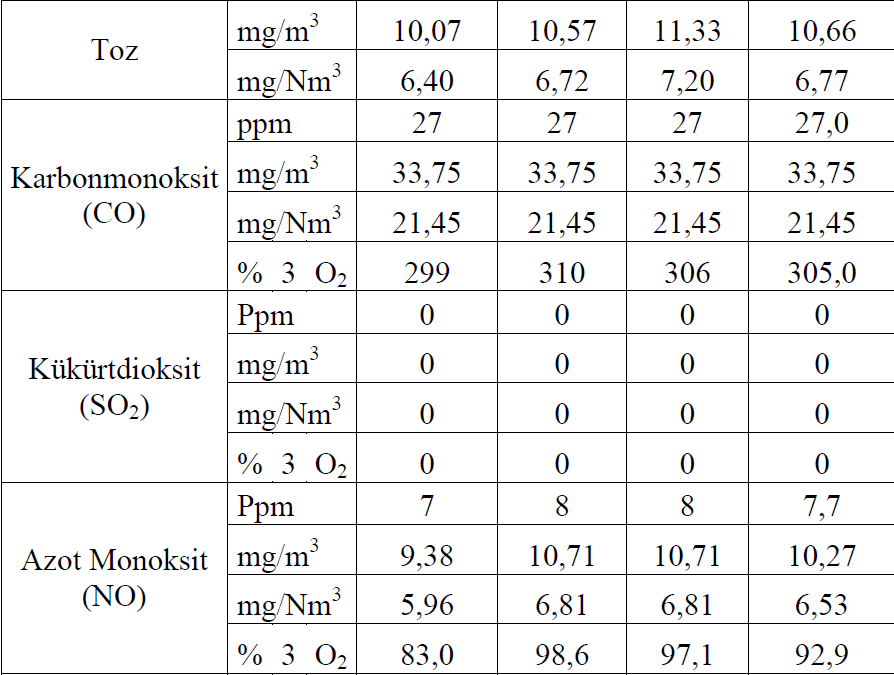 Toz
mg/m³ 10,07 10,57 11,33 10,66
mg/Nm³ 6,40 6,72 7,20 6,77
Karbonmonoksit
(CO)
ppm 27 27 27 27,0
mg/m³ 33,75 33,75 33,75 33,75
mg/Nm³ 21,45 21,45 21,45 21,45
% 3 O₂ 299 310 306 305,0
Kükürtdioksit
(SO₂)
Ppm 0 0 0 0
mg/m³ 0 0 0 0
mg/Nm³ 0 0 0 0
% 3 O₂ 0 0 0 0
Azot Monoksit
(NO)
Ppm 7 8 8 7,7
mg/m³ 9,38 10,71 10,71 10,27
mg/Nm³ 5,96 6,81 6,81 6,53
% 3 O₂ 83,0 98,6 97,1 92,9